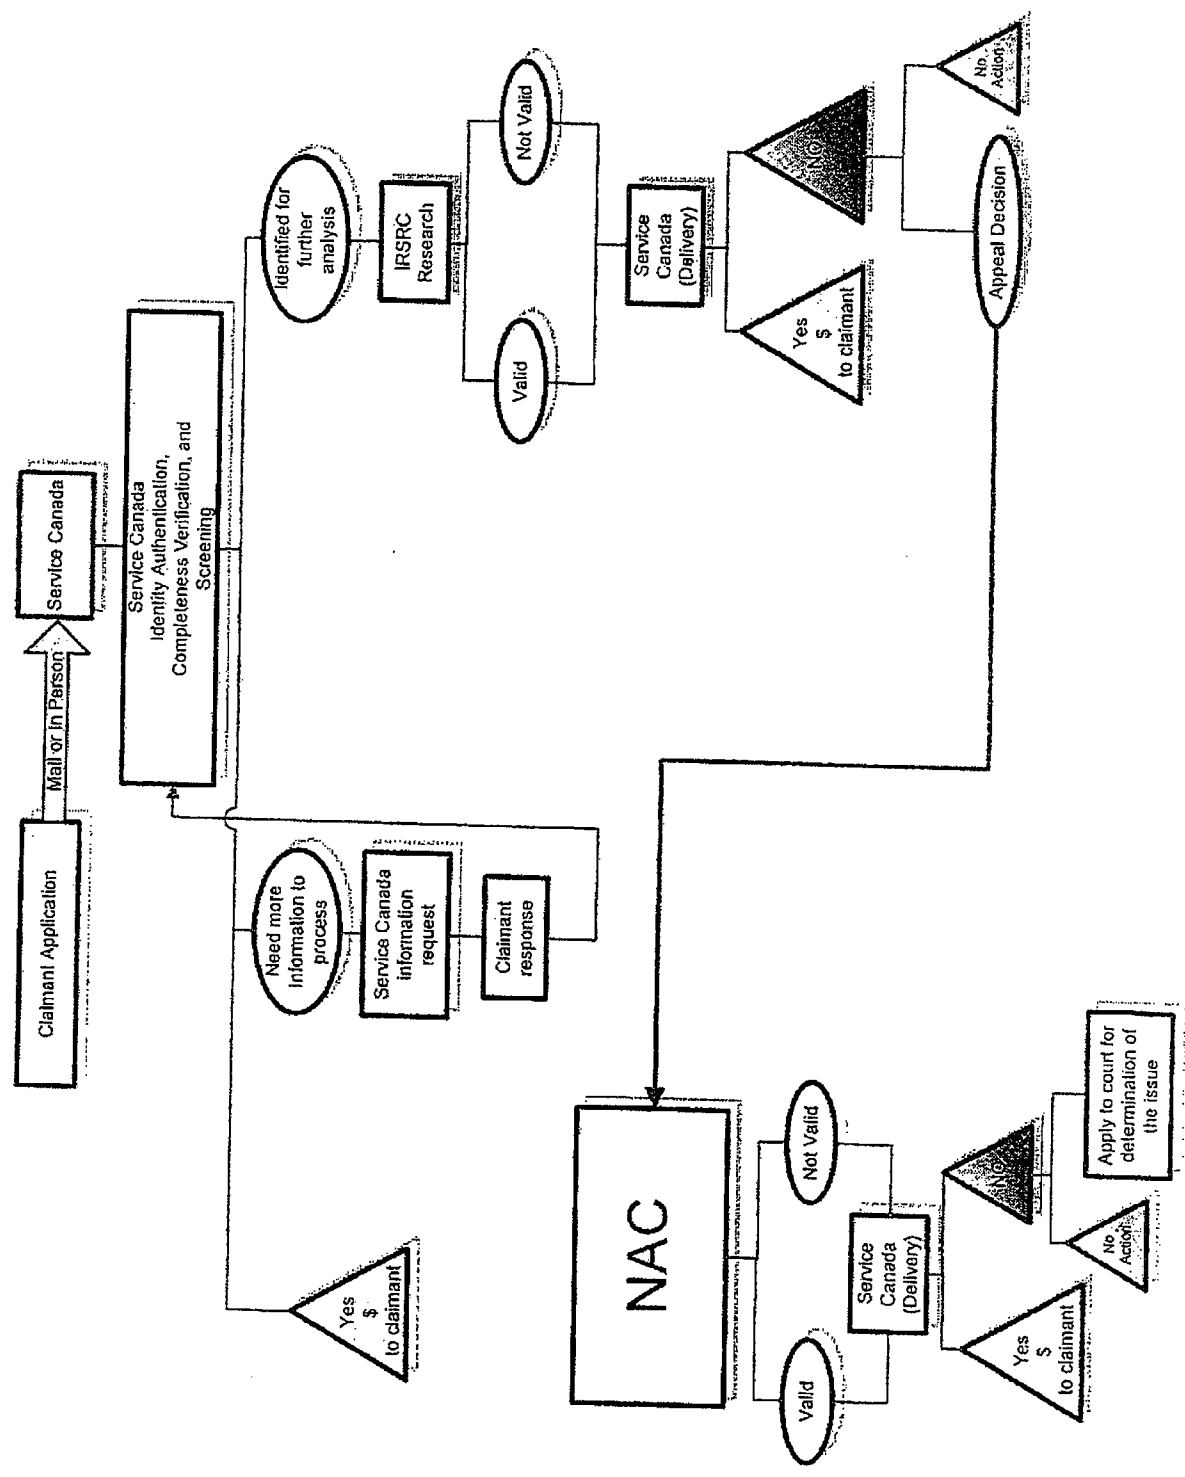 Claimant Application
Mail or In Person
Service Canada
Service Canada
Identity Authentication,
Completeness Verification, and
Screening
Yes
$
to claimant
Need more
Information to
process
Service Canada
information
request
Claimant
response
Identified for
further
analysis
IRSRC
Research
Valid
Not Valid
Service
Canada
(Delivery)
Yes
$
to claimant
NO
Appeal Decision
No
Action
NAC
Valid
Not Valid
Service
Canada
(Delivery)
Yes
$
to claimant
NO
No
Action
Apply to court for
determination of
the issue